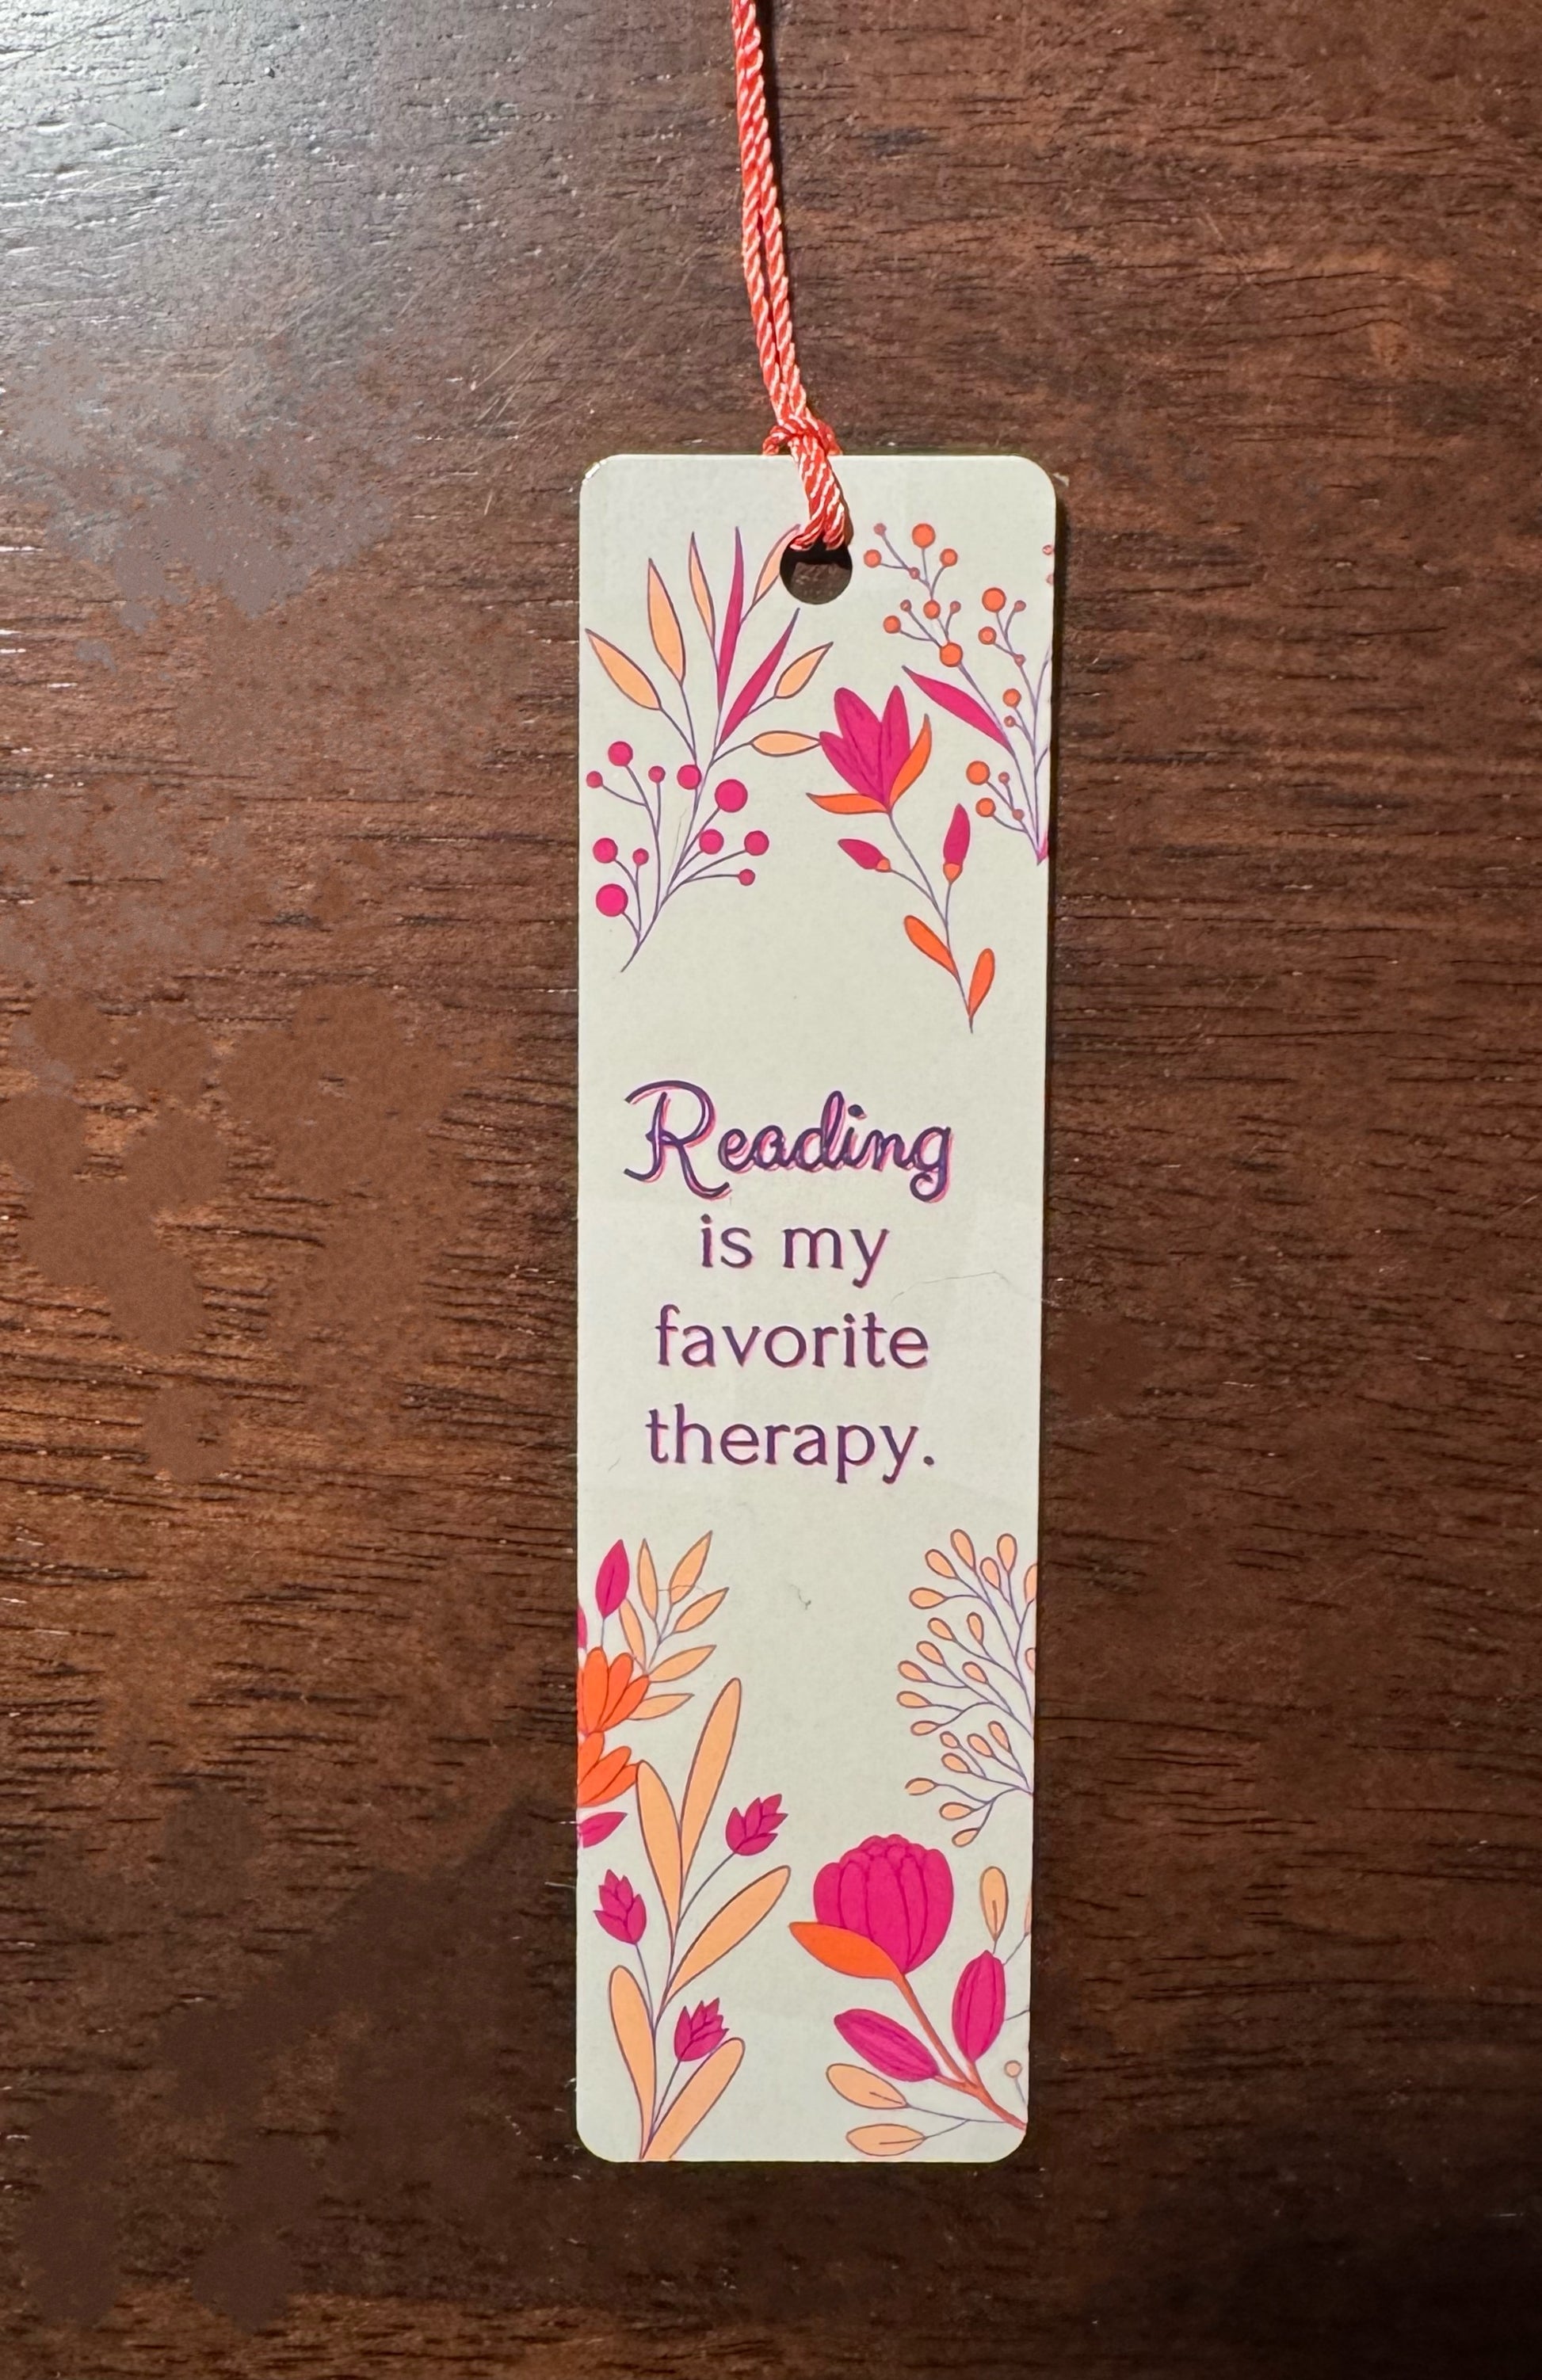 Reading
is my
favorite
therapy.